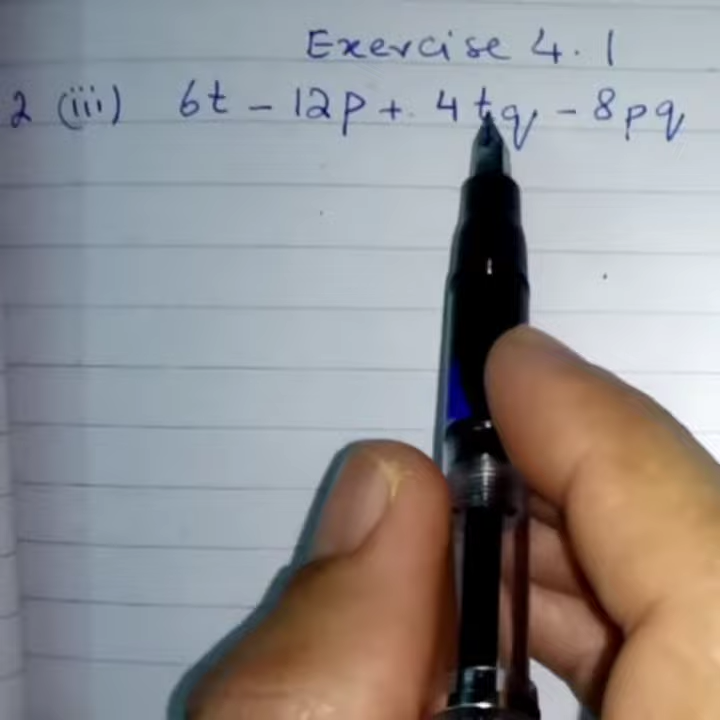 Exercise 4.1
2 (iii) 6t - 12p + 4tq - 8pq